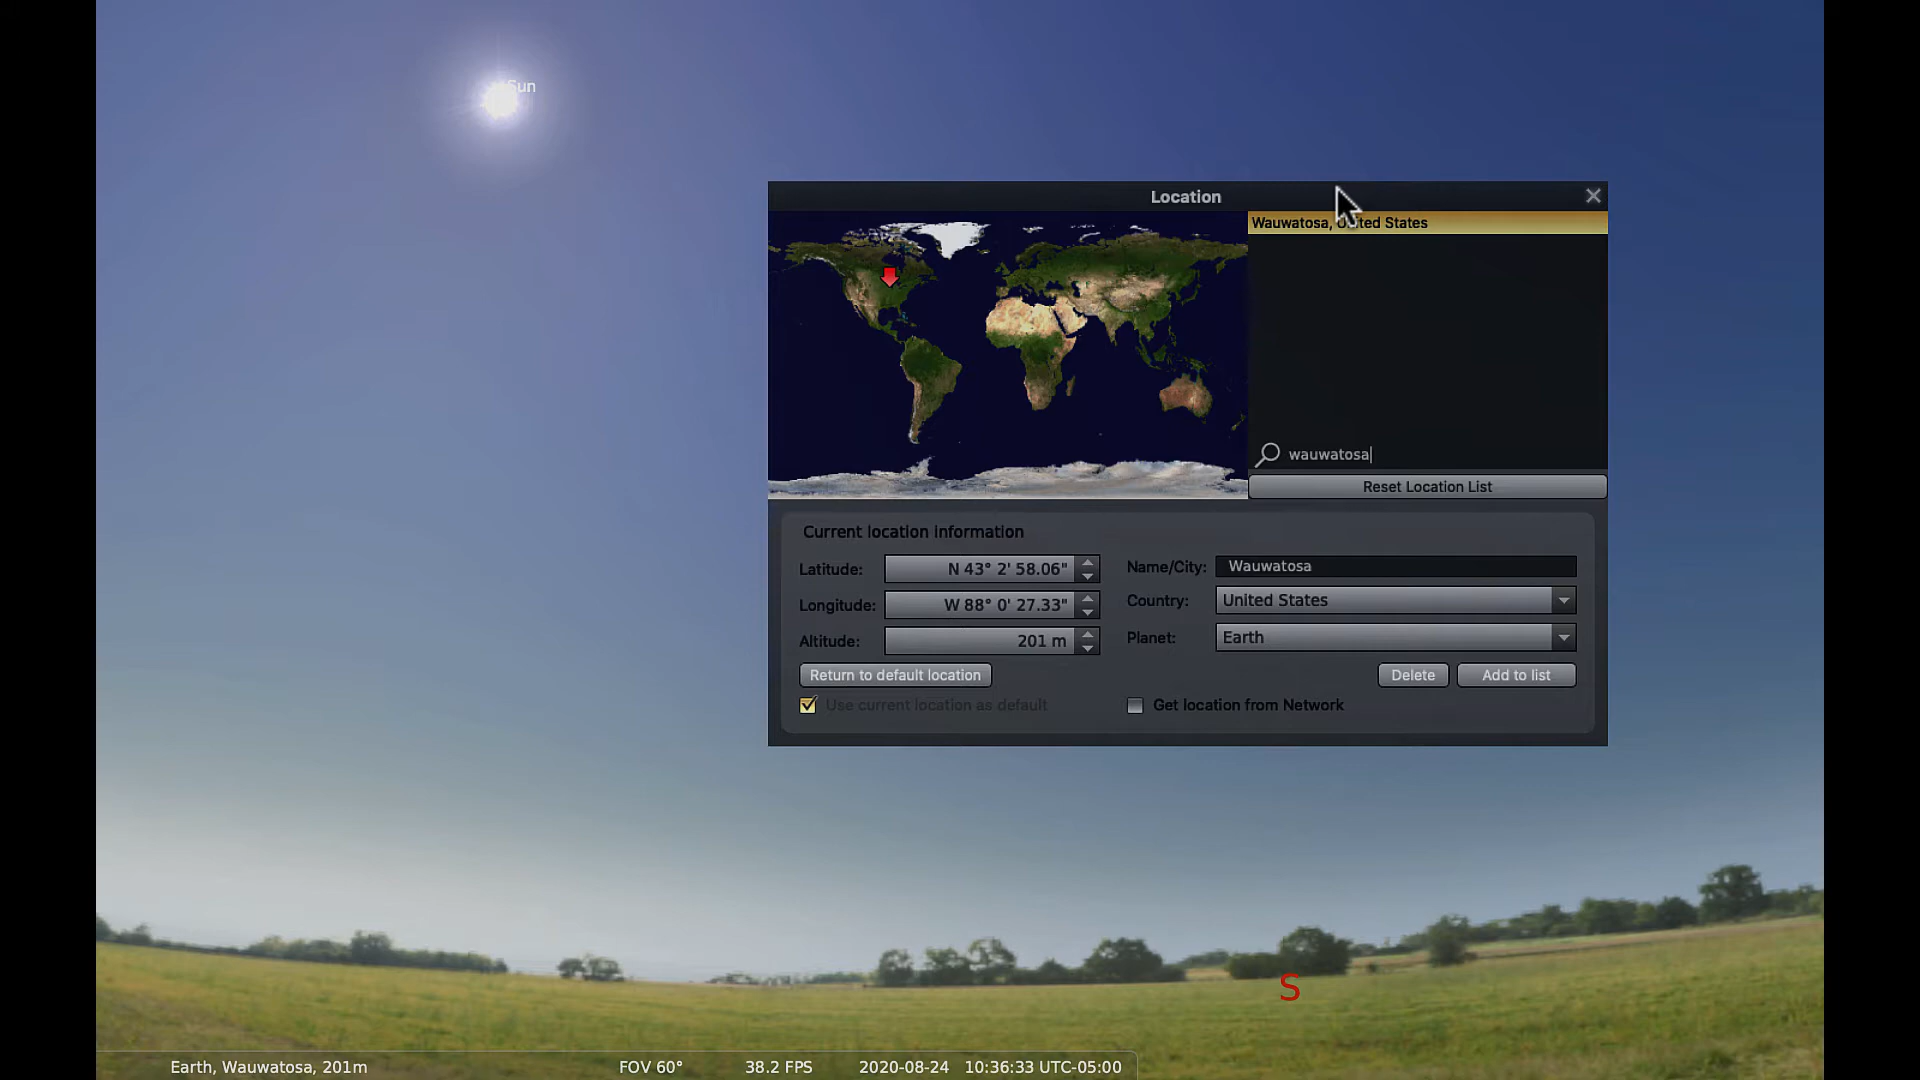 Sun
Location
Wauwatosa, United States
wauwatosa
Reset Location List
Current location information
Latitude: N 43° 2' 58.06"
Longitude: W 88° 0' 27.33"
Altitude: 201 m
Name/City: Wauwatosa
Country: United States
Planet: Earth
Return to default location
Delete Add to list
Use current location as default
Get location from Network
S
Earth, Wauwatosa, 201m FOV 60° 38.2 FPS 2020-08-24 10:36:33 UTC-05:00